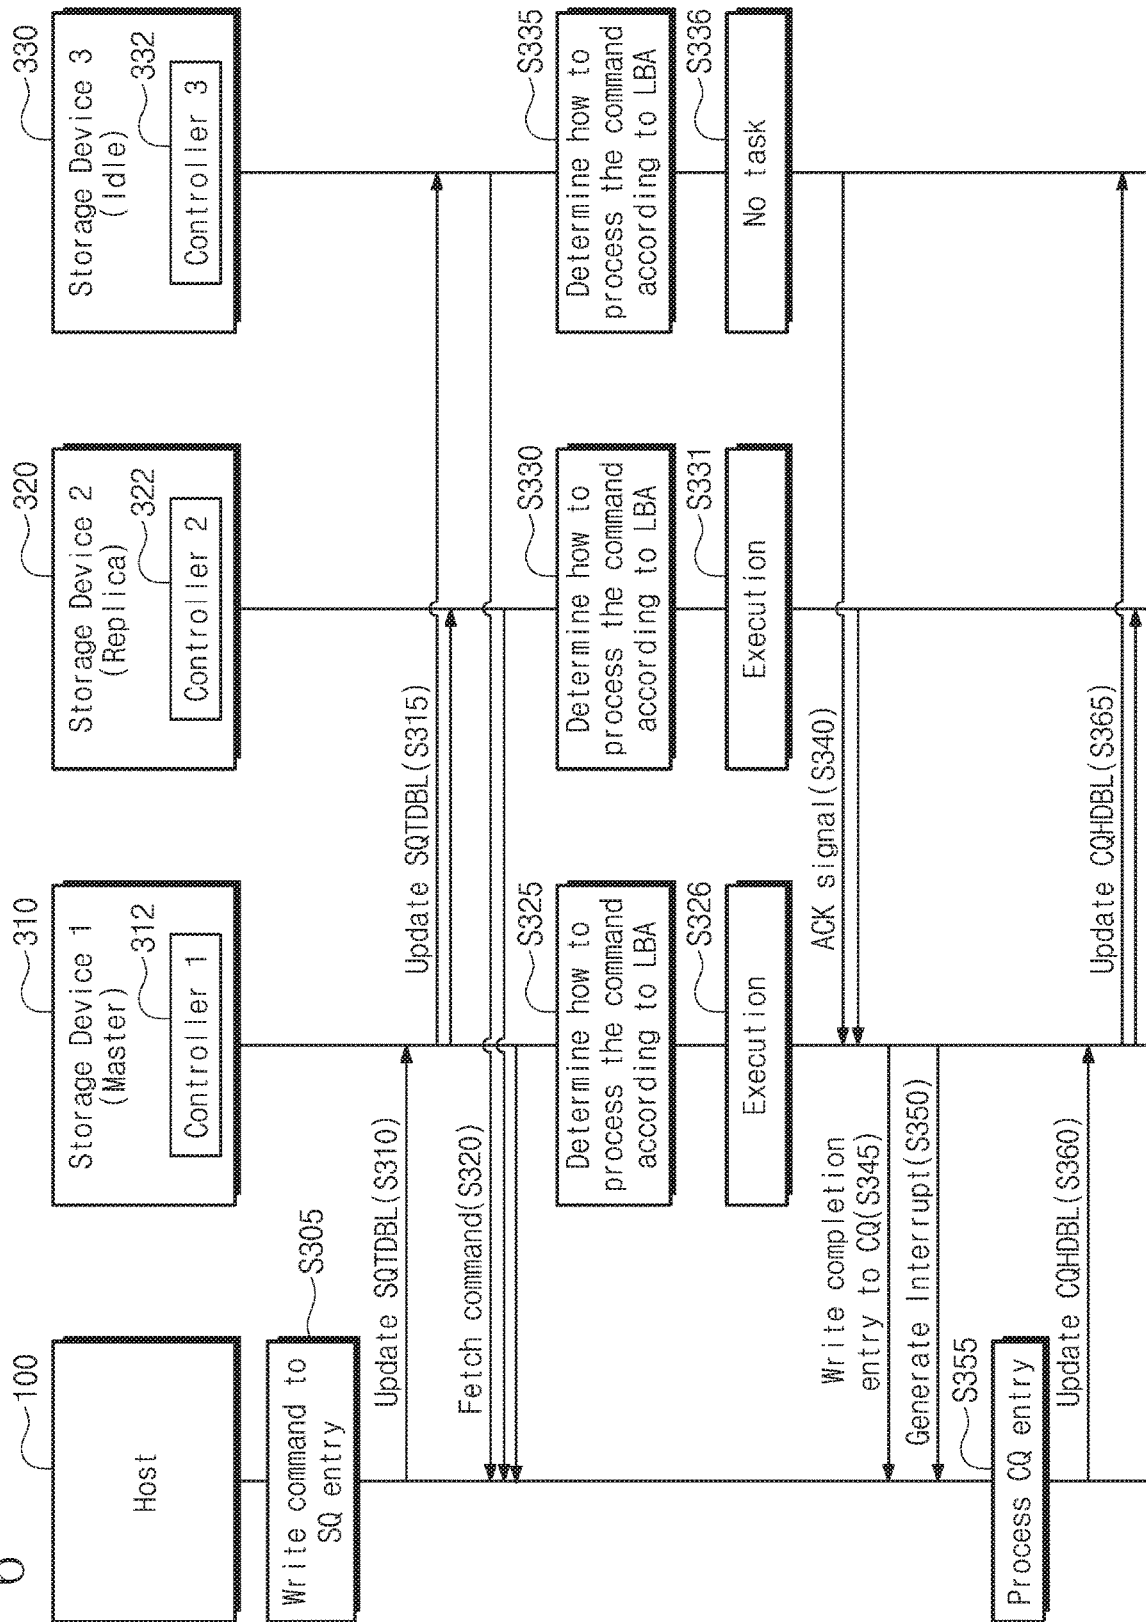 6
100
Host
310
Storage Device 1
(Master)
312
Controller 1
320
Storage Device 2
(Replica)
322
Controller 2
330
Storage Device 3
(Idle)
332
Controller 3
S305
Write command to
SQ entry
Update SQTDBL(S310)
Update SQTDBL(S315)
Fetch command(S320)
S325
Determine how to
process the command
according to LBA
S330
Determine how to
process the command
according to LBA
S335
Determine how to
process the command
according to LBA
S326
Execution
S331
Execution
S336
No task
ACK signal(S340)
Write completion
entry to CQ(S345)
Generate Interrupt(S350)
S355
Process CQ entry
Update CQHDBL(S360)
Update CQHDBL(S365)